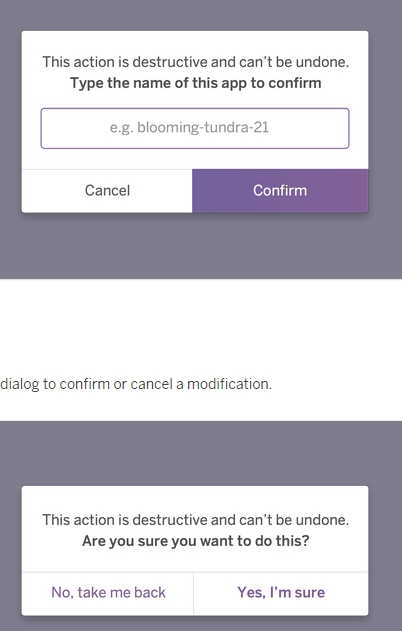 This action is destructive and can’t be undone.
Type the name of this app to confirm
e.g. blooming-tundra-21
Cancel
Confirm
dialog to confirm or cancel a modification.
This action is destructive and can’t be undone.
Are you sure you want to do this?
No, take me back
Yes, I’m sure